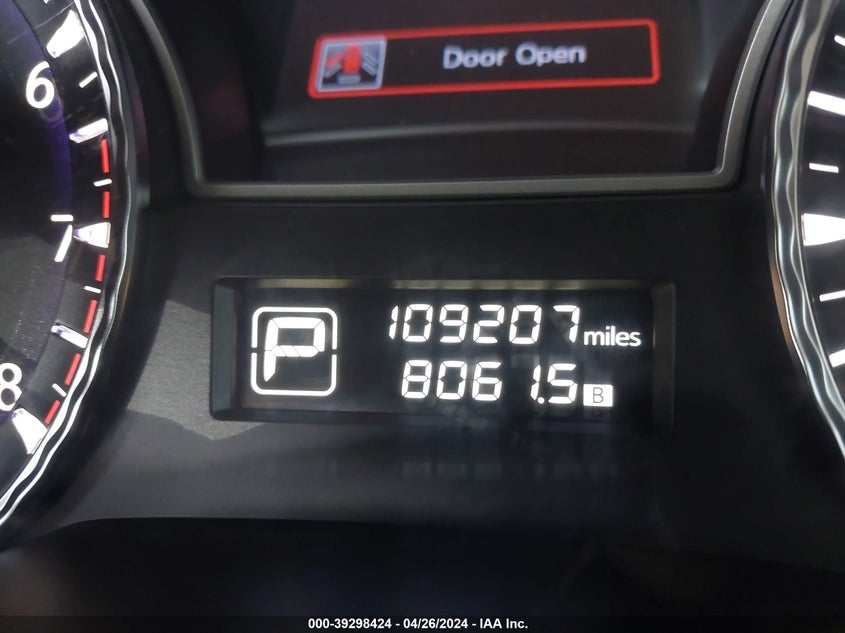 Door Open
6
7
8
P
109207 miles
8061.5 B
000-39298424 - 04/26/2024 - IAA Inc.